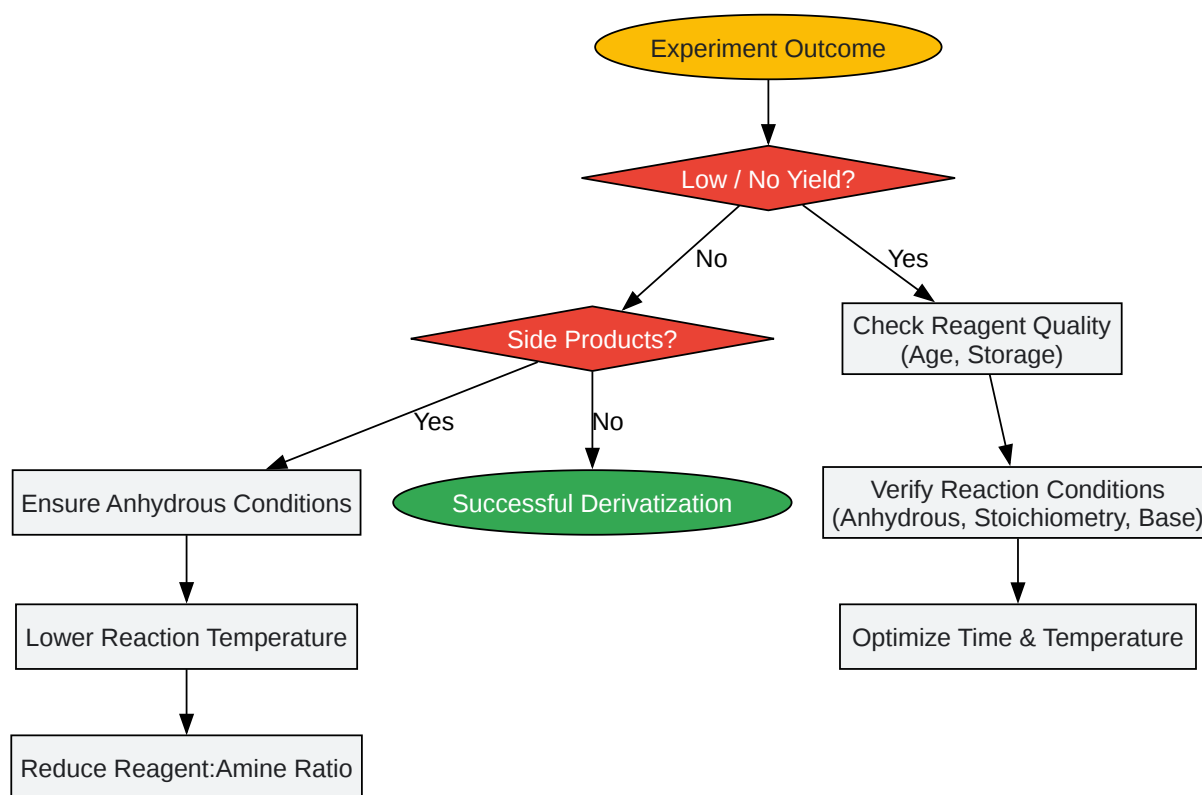 Experiment Outcome
Low / No Yield?
No
Yes
Side Products?
Check Reagent Quality
(Age, Storage)
Yes
No
Ensure Anhydrous Conditions
Successful Derivatization
Verify Reaction Conditions
(Anhydrous, Stoichiometry, Base)
Lower Reaction Temperature
Optimize Time & Temperature
Reduce Reagent:Amine Ratio